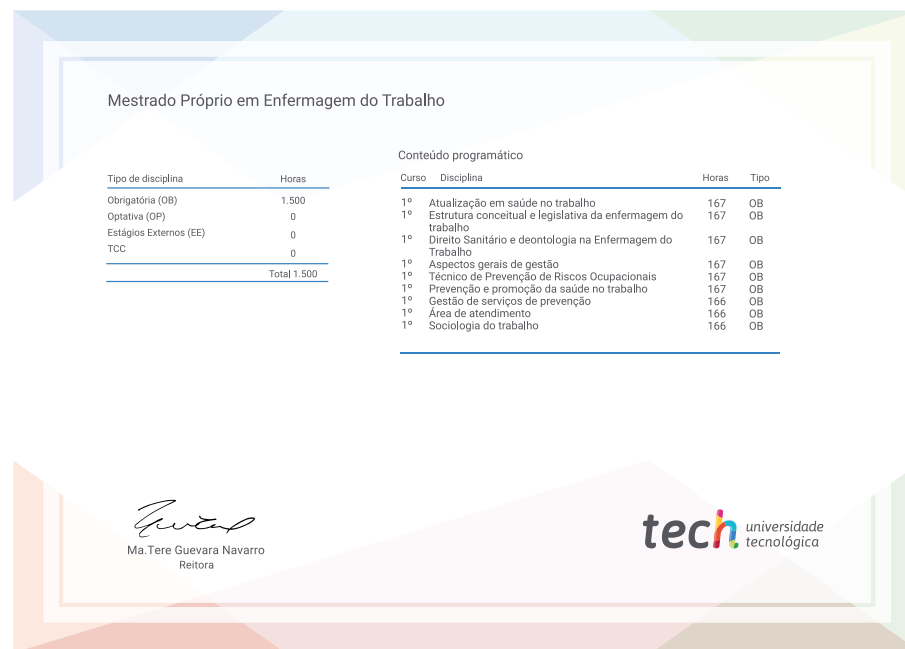 Mestrado Próprio em Enfermagem do Trabalho
Tipo de disciplina Horas
Obrigatória (OB) 1.500
Optativa (OP) 0
Estágios Externos (EE) 0
TCC 0
Total 1.500
Conteúdo programático
Curso Disciplina Horas Tipo
1º Atualização em saúde no trabalho 167 OB
1º Estrutura conceitual e legislativa da enfermagem do 167 OB
trabalho
1º Direito Sanitário e deontologia na Enfermagem do 167 OB
Trabalho
1º Aspectos gerais de gestão 167 OB
1º Técnico de Prevenção de Riscos Ocupacionais 167 OB
1º Prevenção e promoção da saúde no trabalho 167 OB
1º Gestão de serviços de prevenção 166 OB
1º Área de atendimento 166 OB
1º Sociologia do trabalho 166 OB
Ma.Tere Guevara Navarro
Reitora
tech universidade
tecnológica